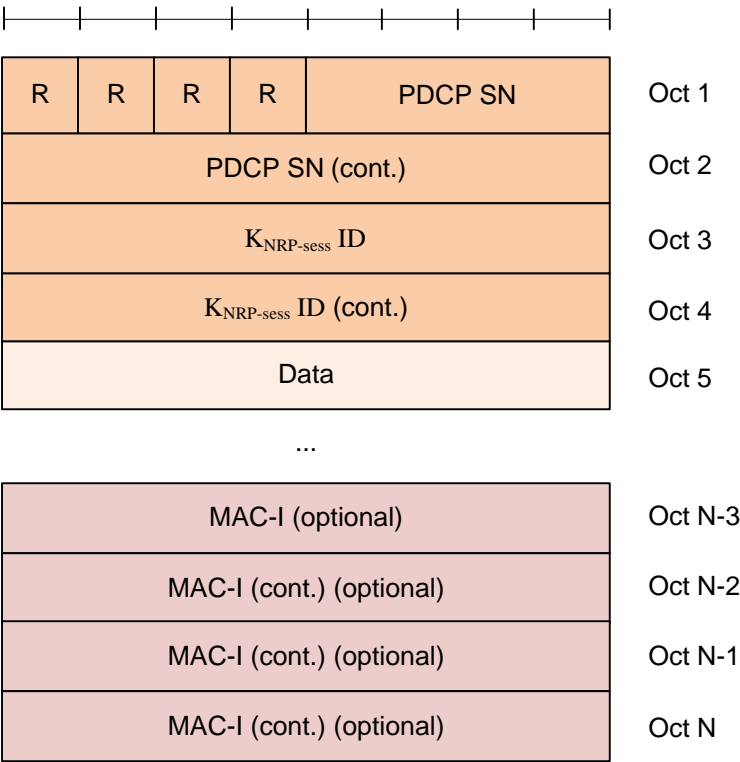 R R R R PDCP SN Oct 1
PDCP SN (cont.) Oct 2
K_NRP-sess ID Oct 3
K_NRP-sess ID (cont.) Oct 4
Data Oct 5
...
MAC-I (optional) Oct N-3
MAC-I (cont.) (optional) Oct N-2
MAC-I (cont.) (optional) Oct N-1
MAC-I (cont.) (optional) Oct N